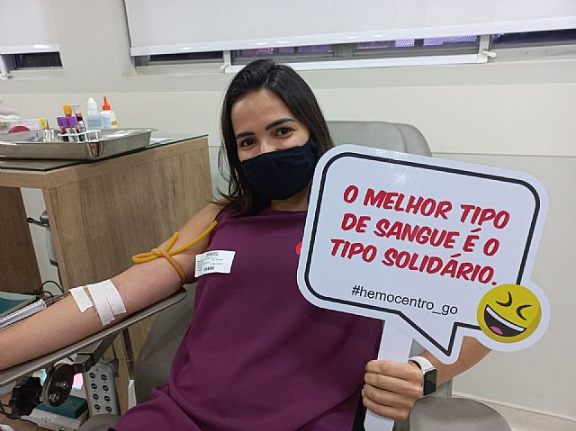 O MELHOR TIPO
DE SANGUE É O
TIPO SOLIDÁRIO.
#hemocentro_go